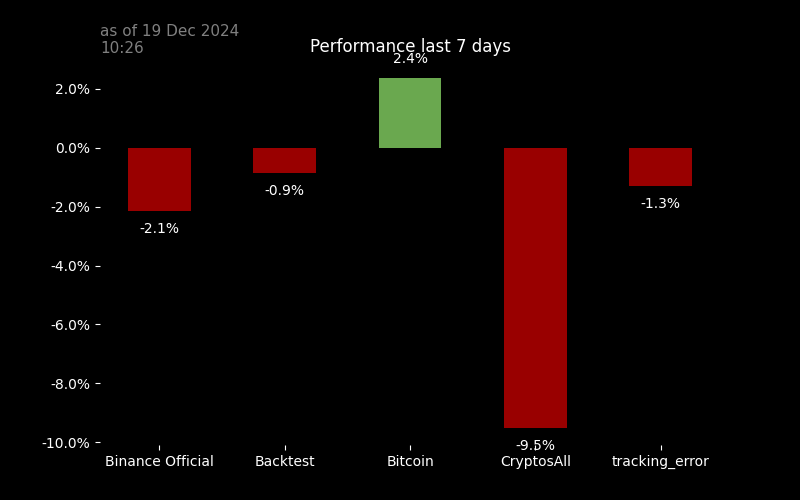 as of 19 Dec 2024
10:26
Performance last 7 days
2.4%
2.0%
0.0%
-0.9%
-2.0%
-1.3%
-2.1%
-4.0%
-6.0%
-8.0%
-10.0%
-9.5%
Binance Official
Backtest
Bitcoin
CryptosAll
tracking_error